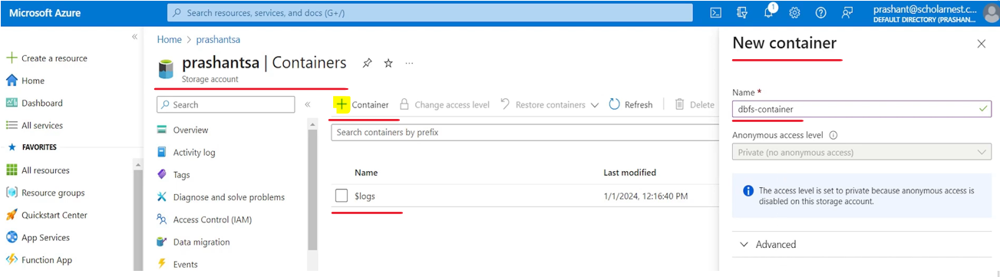 Microsoft Azure
Search resources, services, and docs (G+/)
1
prashant@scholarnest.c...
DEFAULT DIRECTORY (PRASHAN...
«
Create a resource
Home
Dashboard
All services
FAVORITES
All resources
Resource groups
Quickstart Center
App Services
Function App
Home > prashantsa
prashantsa | Containers
...
Storage account
Search
«
Overview
Activity log
Tags
Diagnose and solve problems
Access Control (IAM)
Data migration
Events
+ Container
Change access level
Restore containers
Refresh
Delete
Search containers by prefix
Name
Last modified
$logs
1/1/2024, 12:16:40 PM
New container
Name *
dbfs-container
Anonymous access level
Private (no anonymous access)
The access level is set to private because anonymous access is
disabled on this storage account.
Advanced